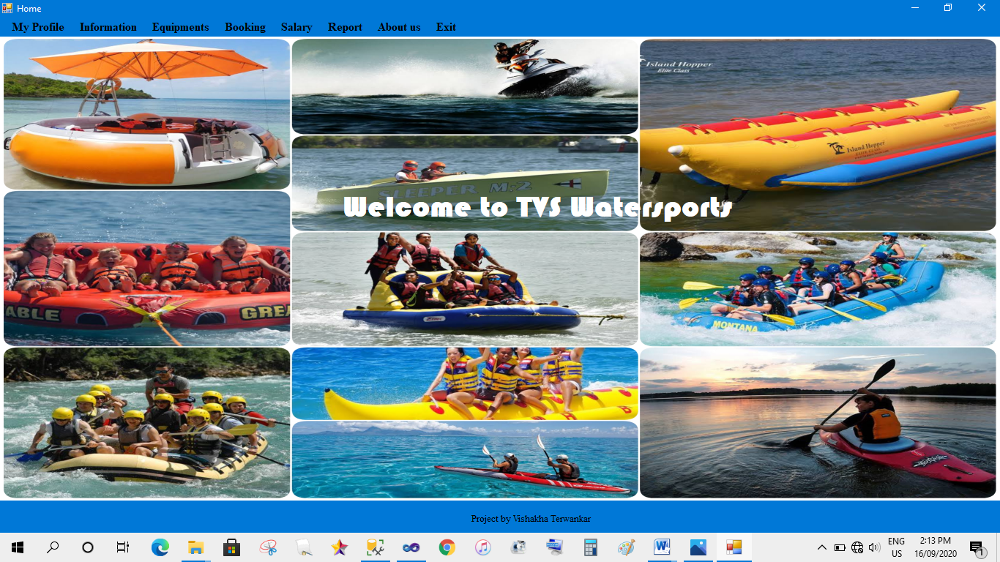 Home
My Profile Information Equipments Booking Salary Report About us Exit
Island Hopper
Elite Class
Island Hopper
SLEEPER MK2
Welcome to TVS Watersports
ABLE
GREA
MONTANA
B
Project by Vishakha Terwankar
ENG
US
2:13 PM
16/09/2020
1